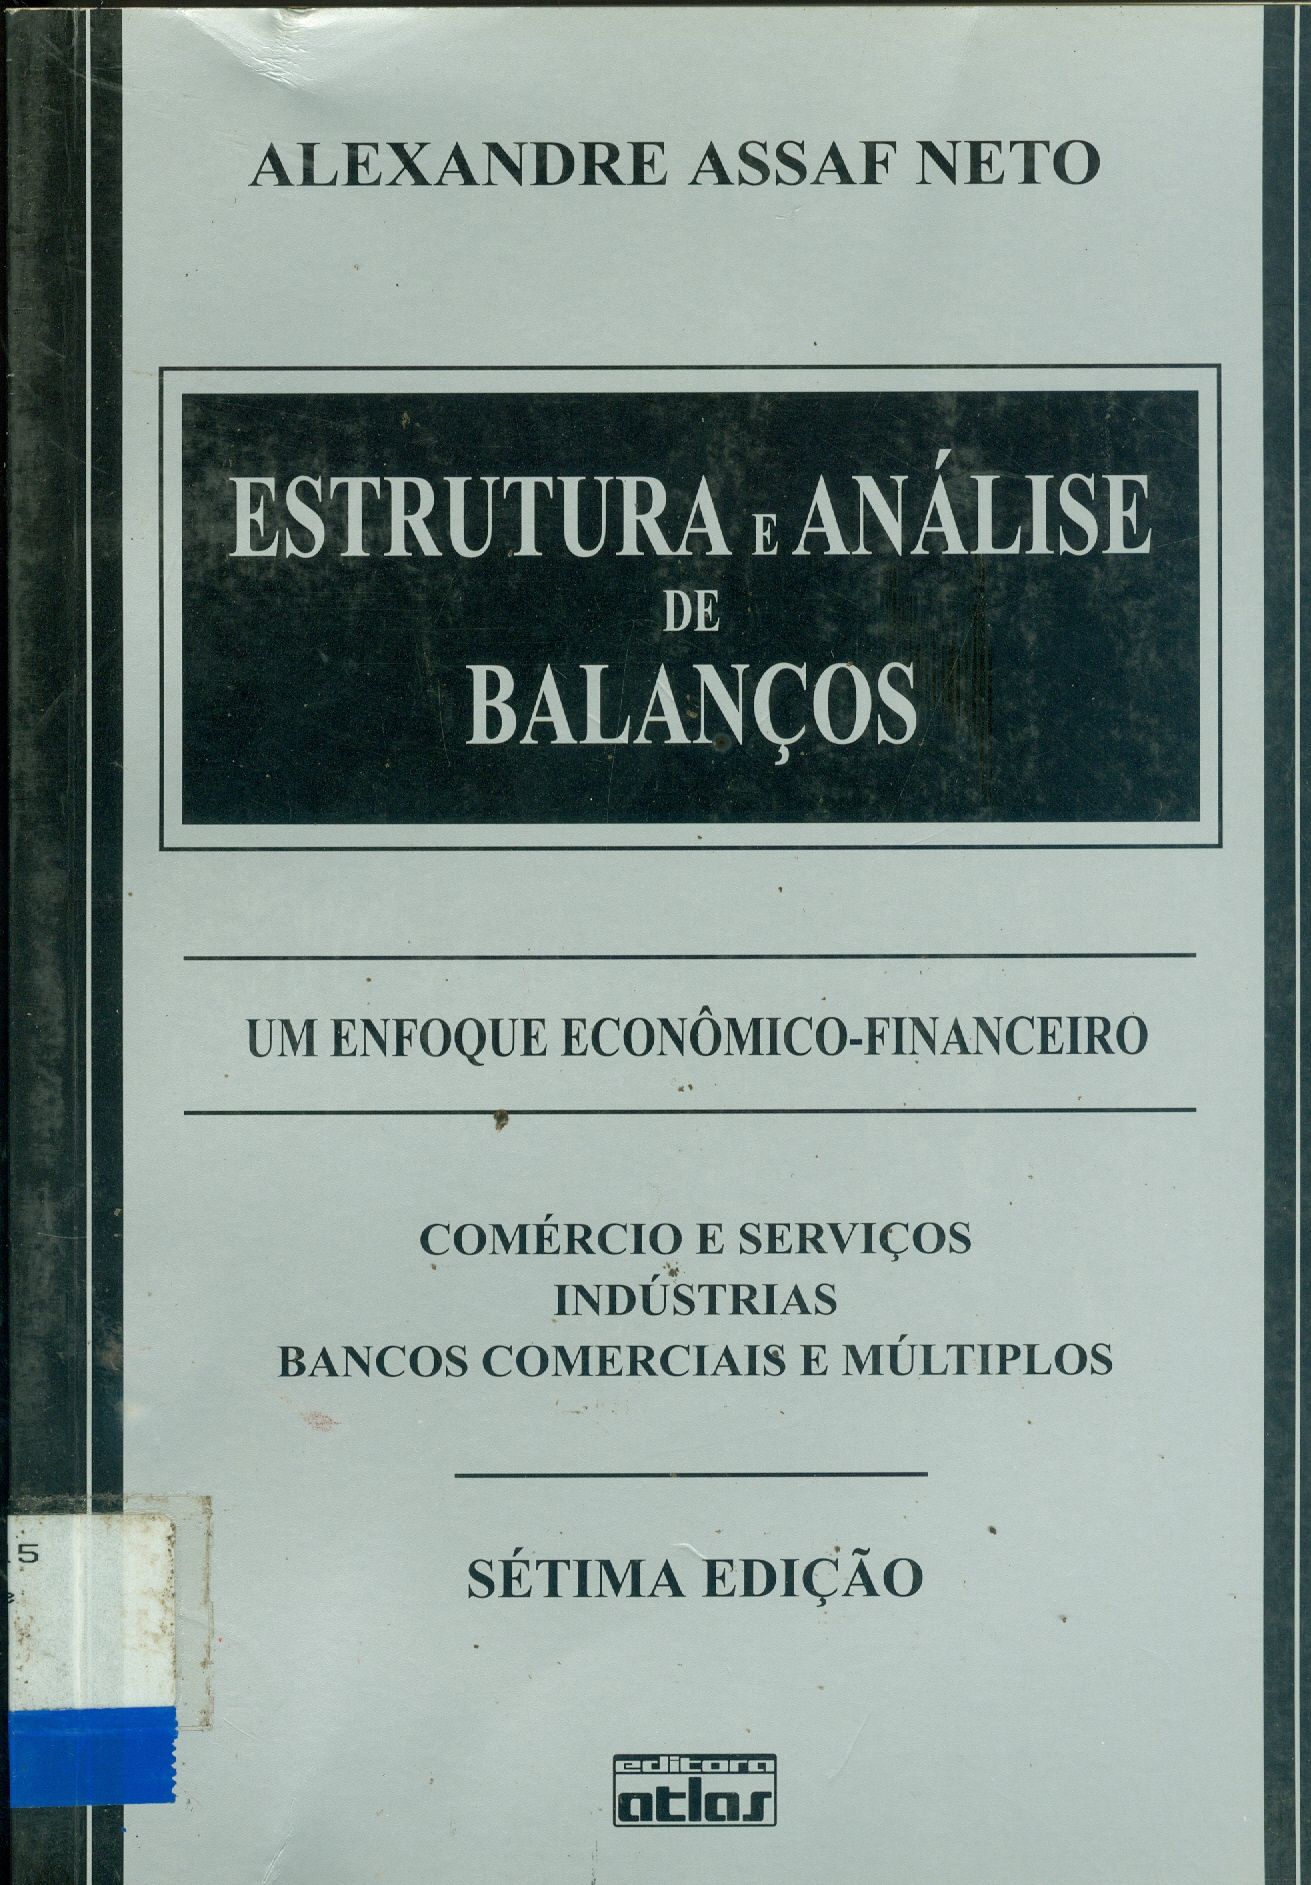 ALEXANDRE ASSAF NETO
ESTRUTURA E ANÁLISE
DE
BALANÇOS
UM ENFOQUE ECONÔMICO-FINANCEIRO
COMÉRCIO E SERVIÇOS
INDÚSTRIAS
BANCOS COMERCIAIS E MÚLTIPLOS
SÉTIMA EDIÇÃO
5
editora
atlas